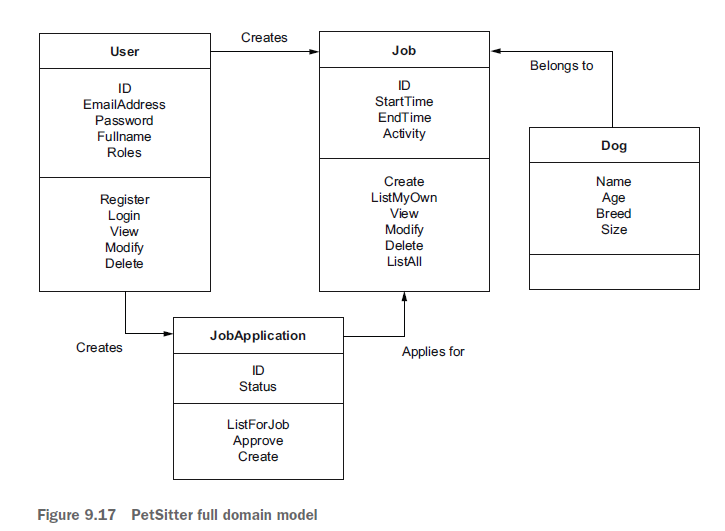 Creates
User
ID
EmailAddress
Password
Fullname
Roles
Register
Login
View
Modify
Delete
Job
ID
StartTime
EndTime
Activity
Create
ListMyOwn
View
Modify
Delete
ListAll
Belongs to
Dog
Name
Age
Breed
Size
Creates
JobApplication
ID
Status
ListForJob
Approve
Create
Applies for
Figure 9.17 PetSitter full domain model